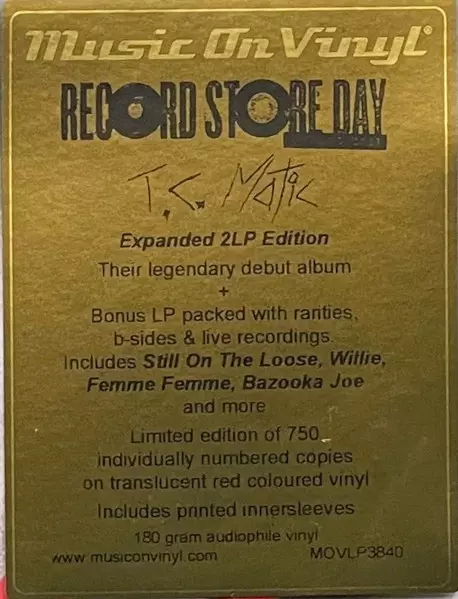 Music On Vinyl®
RECORD STORE DAY
T.C. Matic
Expanded 2LP Edition
Their legendary debut album
+
Bonus LP packed with rarities,
b-sides & live recordings.
Includes Still On The Loose, Willie,
Femme Femme, Bazooka Joe
and more
Limited edition of 750
individually numbered copies
on translucent red coloured vinyl
Includes printed innersleeves
180 gram audiophile vinyl
www.musiconvinyl.com MOVLP3840